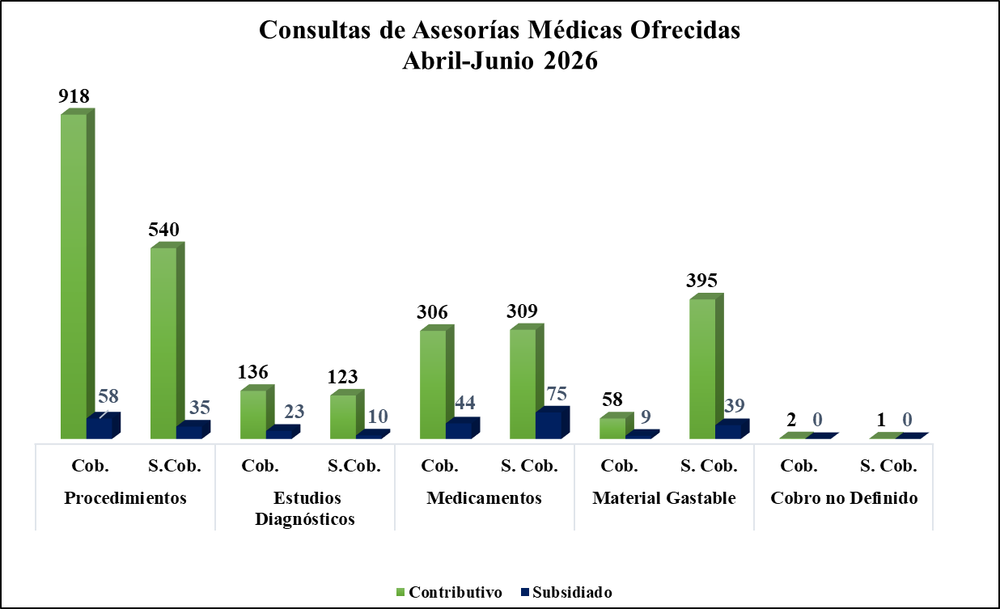 Consultas de Asesorías Médicas Ofrecidas
Abril-Junio 2026
918
58
540
35
136
23
123
10
306
44
309
75
58
9
395
39
2
0
1
0
Cob.
S.Cob.
Cob.
S.Cob.
Cob.
S. Cob.
Cob.
S. Cob.
Cob.
S. Cob.
Procedimientos
Estudios
Diagnósticos
Medicamentos
Material Gastable
Cobro no Definido
Contributivo
Subsidiado